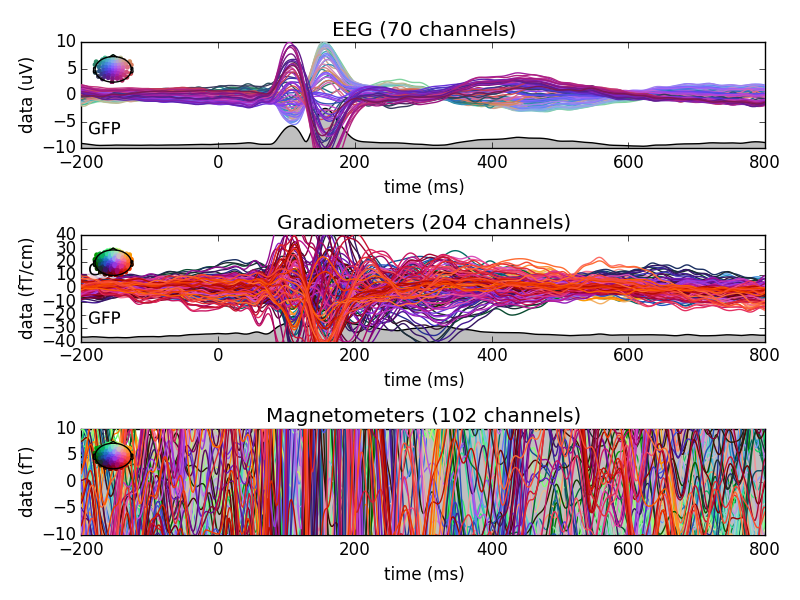 EEG (70 channels)
data (uV)
10
5
0
−5
−10
GFP
−200 0 200 400 600 800
time (ms)
Gradiometers (204 channels)
data (fT/cm)
40
30
20
10
0
−10
−20
−30
−40
GFP
−200 0 200 400 600 800
time (ms)
Magnetometers (102 channels)
data (fT)
10
5
0
−5
−10
−200 0 200 400 600 800
time (ms)